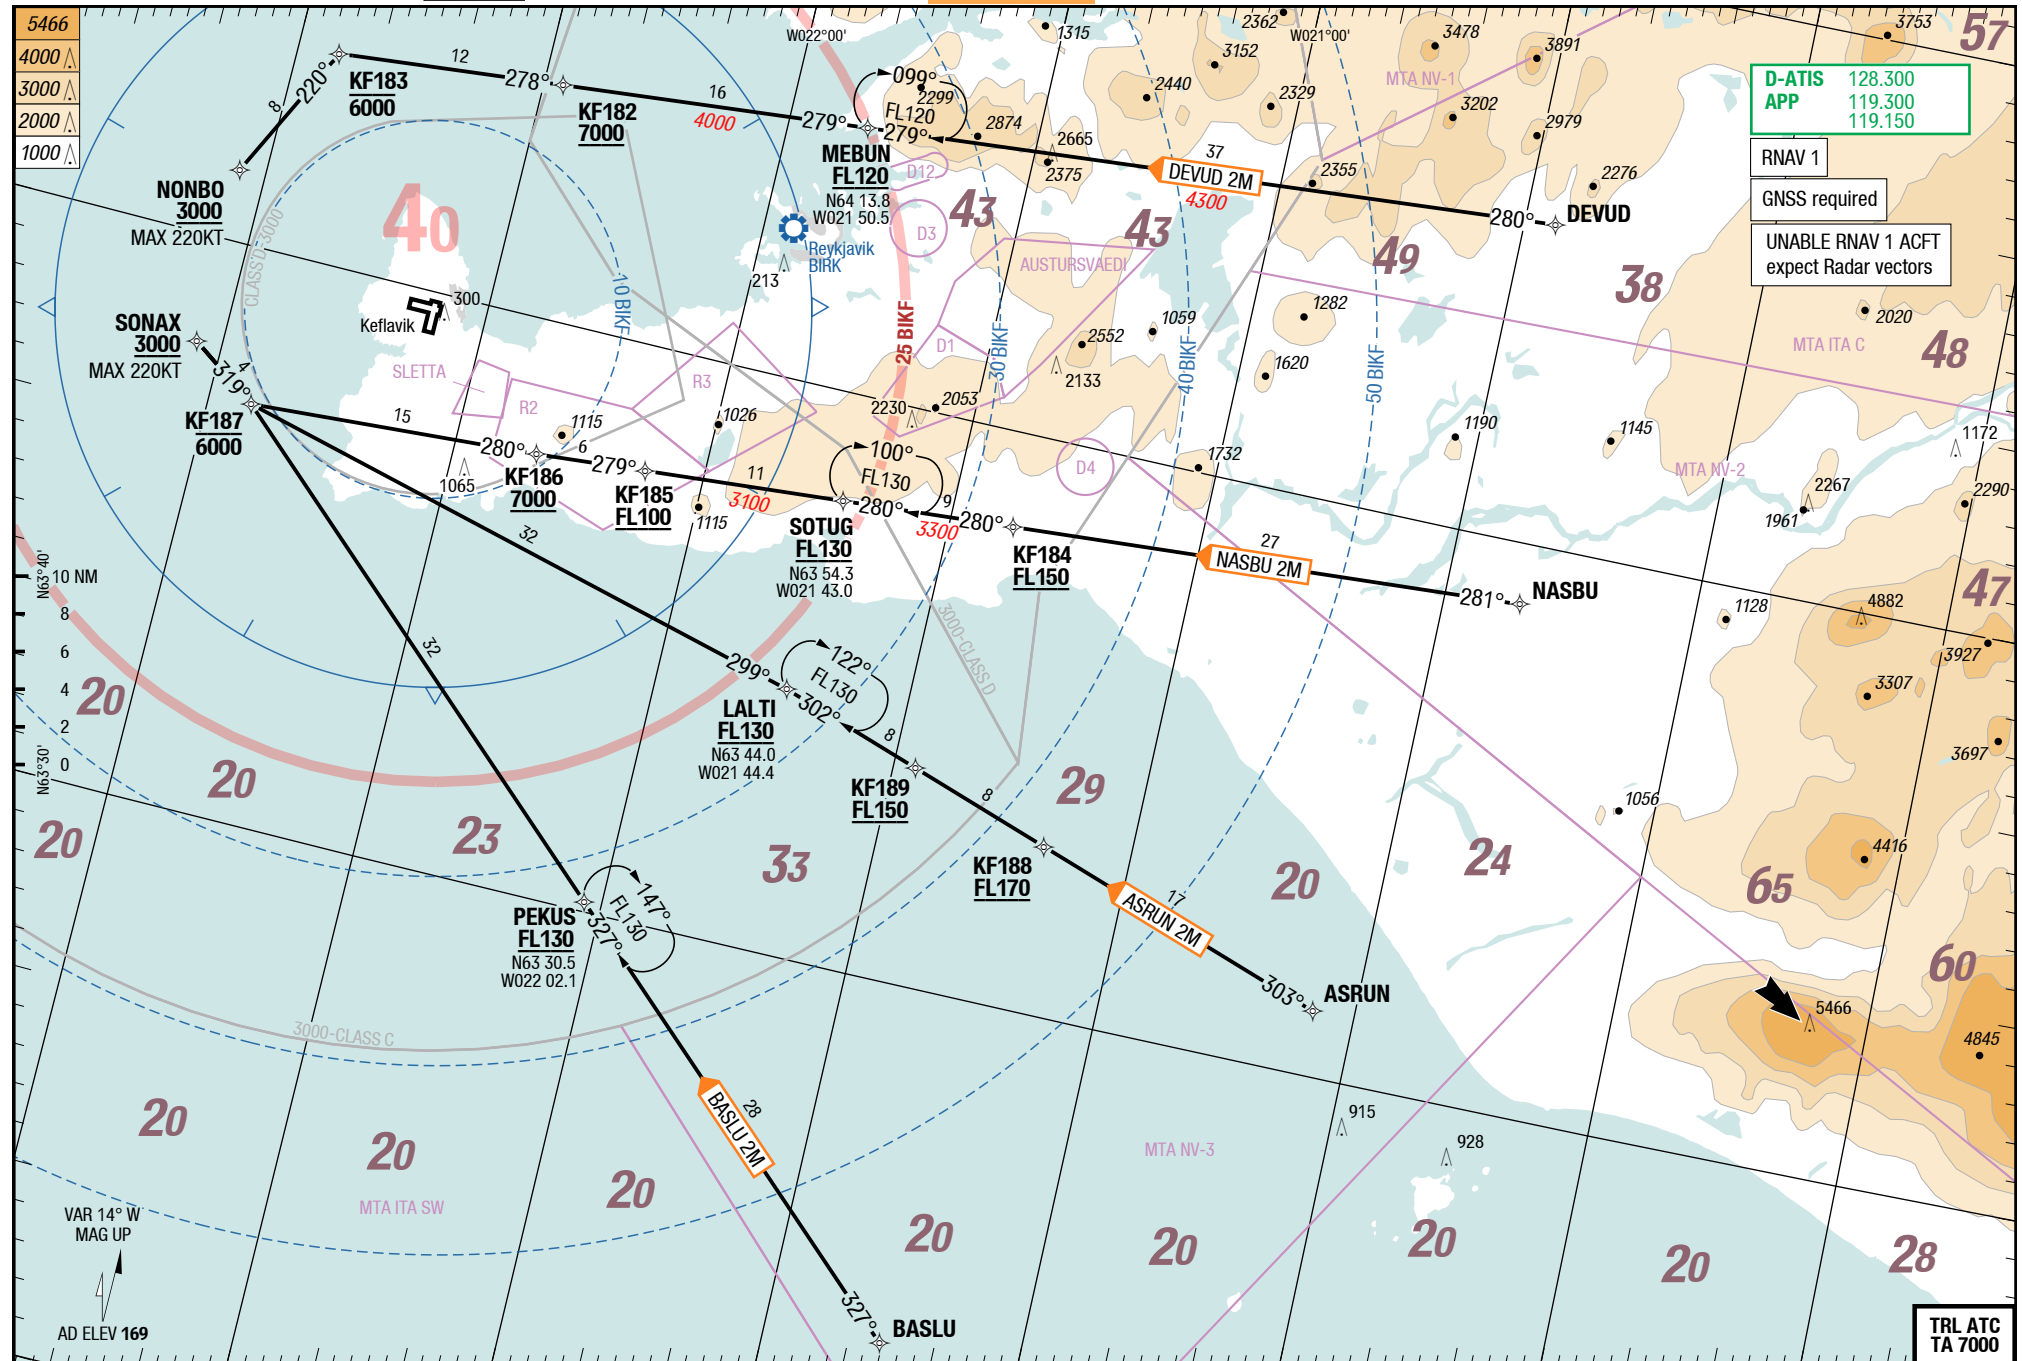 5466
4000
3000
2000
1000
12
KF183
6000
220°
8
278°
KF182
7000
16
4000
279°
MEBUN
FL120
N64 13.8
W021 50.5
099°
2299
FL120
279°
W022°00'
1315
2362
W021°00'
3152
2440
2329
2874
2665
2375
3478
MTA NV-1
3891
3202
2979
2355
2276
3753
57
D-ATIS 128.300
APP 119.300
119.150
RNAV 1
GNSS required
UNABLE RNAV 1 ACFT
expect Radar vectors
37
DEVUD 2M
4300
280°
DEVUD
NONBO
3000
MAX 220KT
CLASS D 3000
40
Reykjavik
BIRK
213
D12
D3
43
43
AUSTURSVAEDI
49
38
SONAX
3000
MAX 220KT
4
319°
KF187
6000
Keflavik
300
10 BIKF
SLETTA
R2
R3
25 BIKF
D1
30 BIKF
40 BIKF
50 BIKF
2552
1059
2133
1282
1620
2020
MTA ITA C
48
15
280°
1115
6
279°
1026
2230
2053
100°
FL130
280°
9
3300
280°
1065
KF186
7000
KF185
FL100
1115
11
3100
SOTUG
FL130
N63 54.3
W021 43.0
KF184
FL150
D4
1732
1190
1145
MTA NV-2
1172
2267
1961
2290
27
NASBU 2M
281°
NASBU
47
N63°40'
10 NM
8
6
4
2
0
N63°30'
32
32
3000-CLASS D
1128
4882
3927
3307
3697
299°
122°
FL130
302°
LALTI
FL130
N63 44.0
W021 44.4
8
KF189
FL150
8
KF188
FL170
17
ASRUN 2M
303°
ASRUN
20
20
20
23
33
29
20
24
1056
4416
65
60
5466
4845
PEKUS
FL130
N63 30.5
W022 02.1
147°
FL130
327°
3000-CLASS C
28
BASLU 2M
327°
BASLU
20
20
20
MTA ITA SW
20
20
20
20
28
MTA NV-3
915
928
VAR 14° W
MAG UP
AD ELEV 169
TRL ATC
TA 7000